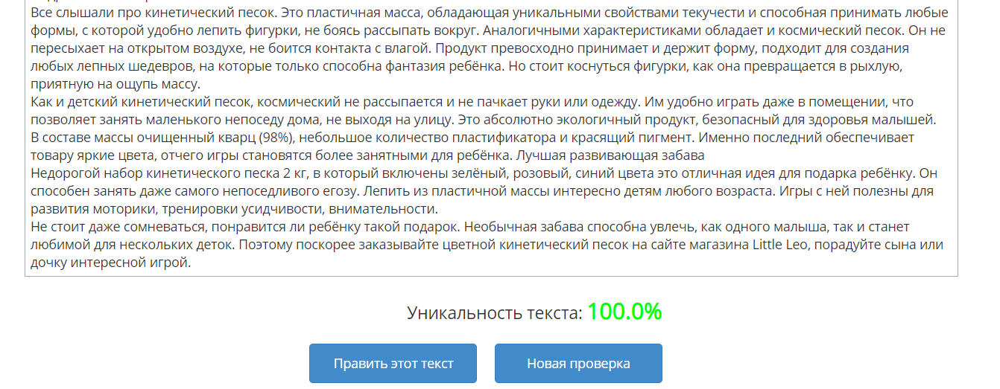 Все слышали про кинетический песок. Это пластичная масса, обладающая уникальными свойствами текучести и способная принимать любые
формы, с которой удобно лепить фигурки, не боясь рассыпать вокруг. Аналогичными характеристиками обладает и космический песок. Он не
пересыхает на открытом воздухе, не боится контакта с влагой. Продукт превосходно принимает и держит форму, подходит для создания
любых лепных шедевров, на которые только способна фантазия ребёнка. Но стоит коснуться фигурки, как она превращается в рыхлую,
приятную на ощупь массу.
Как и детский кинетический песок, космический не рассыпается и не пачкает руки или одежду. Им удобно играть даже в помещении, что
позволяет занять маленького непоседу дома, не выходя на улицу. Это абсолютно экологичный продукт, безопасный для здоровья малышей.
В составе массы очищенный кварц (98%), небольшое количество пластификатора и красящий пигмент. Именно последний обеспечивает
товару яркие цвета, отчего игры становятся более занятными для ребёнка. Лучшая развивающая забава
Недорогой набор кинетического песка 2 кг, в который включены зелёный, розовый, синий цвета это отличная идея для подарка ребёнку. Он
способен занять даже самого непоседливого егозу. Лепить из пластичной массы интересно детям любого возраста. Игры с ней полезны для
развития моторики, тренировки усидчивости, внимательности.
Не стоит даже сомневаться, понравится ли ребёнку такой подарок. Необычная забава способна увлечь, как одного малыша, так и станет
любимой для нескольких деток. Поэтому поскорее заказывайте цветной кинетический песок на сайте магазина Little Leo, порадуйте сына или
дочку интересной игрой.
Уникальность текста: 100.0%
Править этот текст
Новая проверка